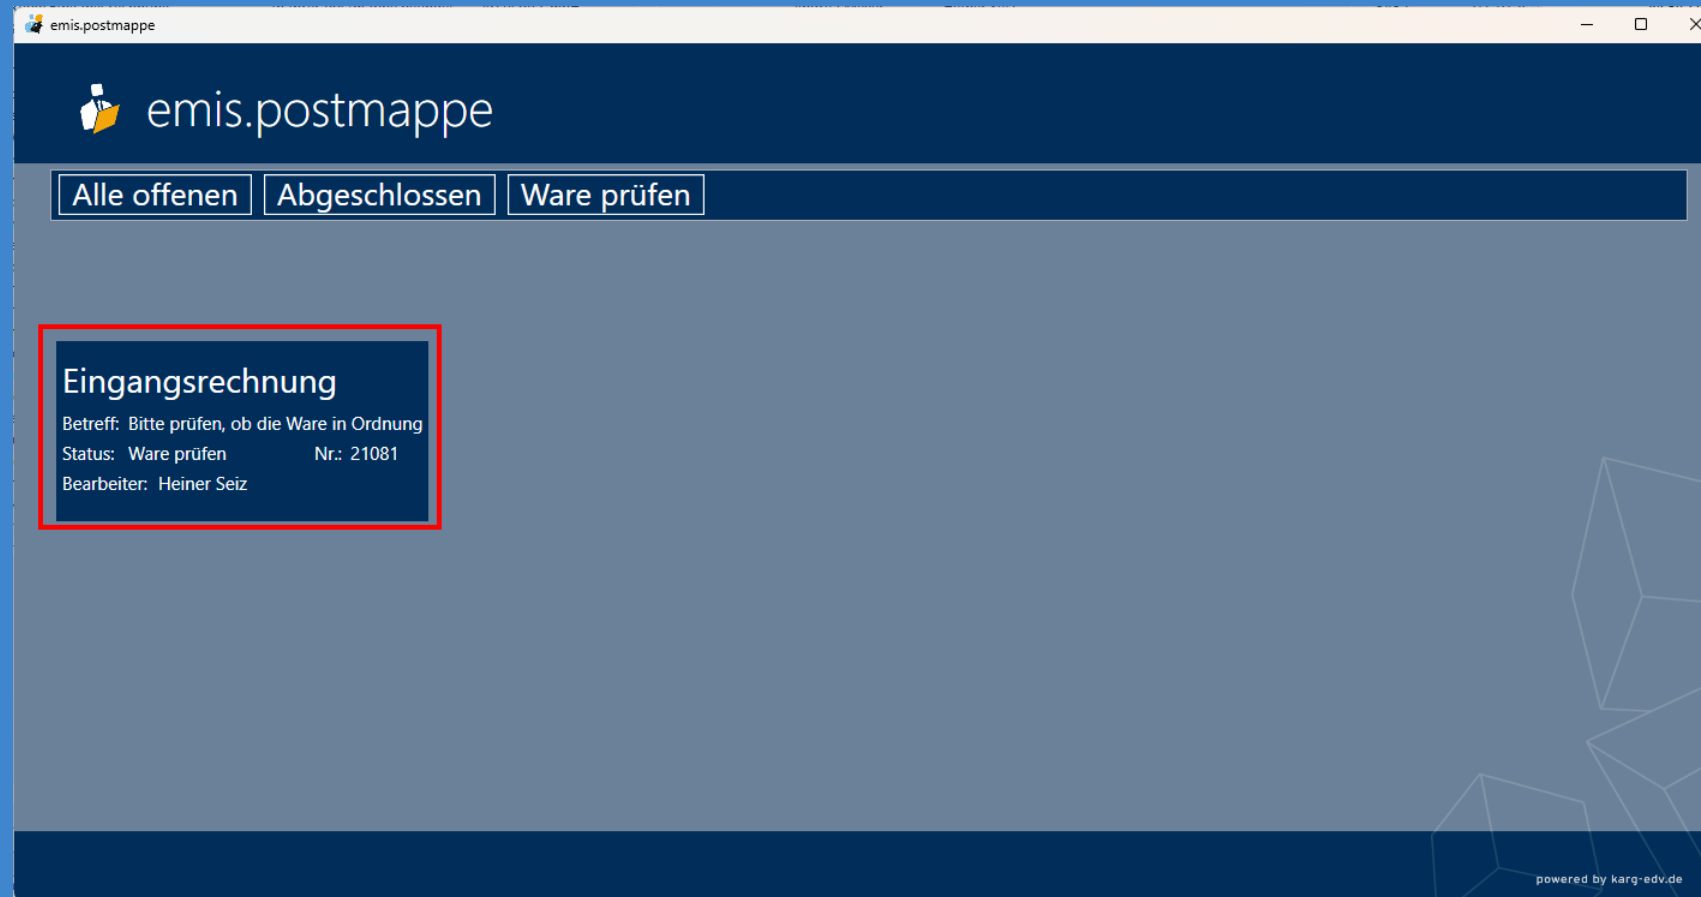 emis.postmappe
emis.postmappe
Alle offenen Abgeschlossen Ware prüfen
Eingangsrechnung
Betreff: Bitte prüfen, ob die Ware in Ordnung
Status: Ware prüfen Nr.: 21081
Bearbeiter: Heiner Seiz
powered by karg-edv.de